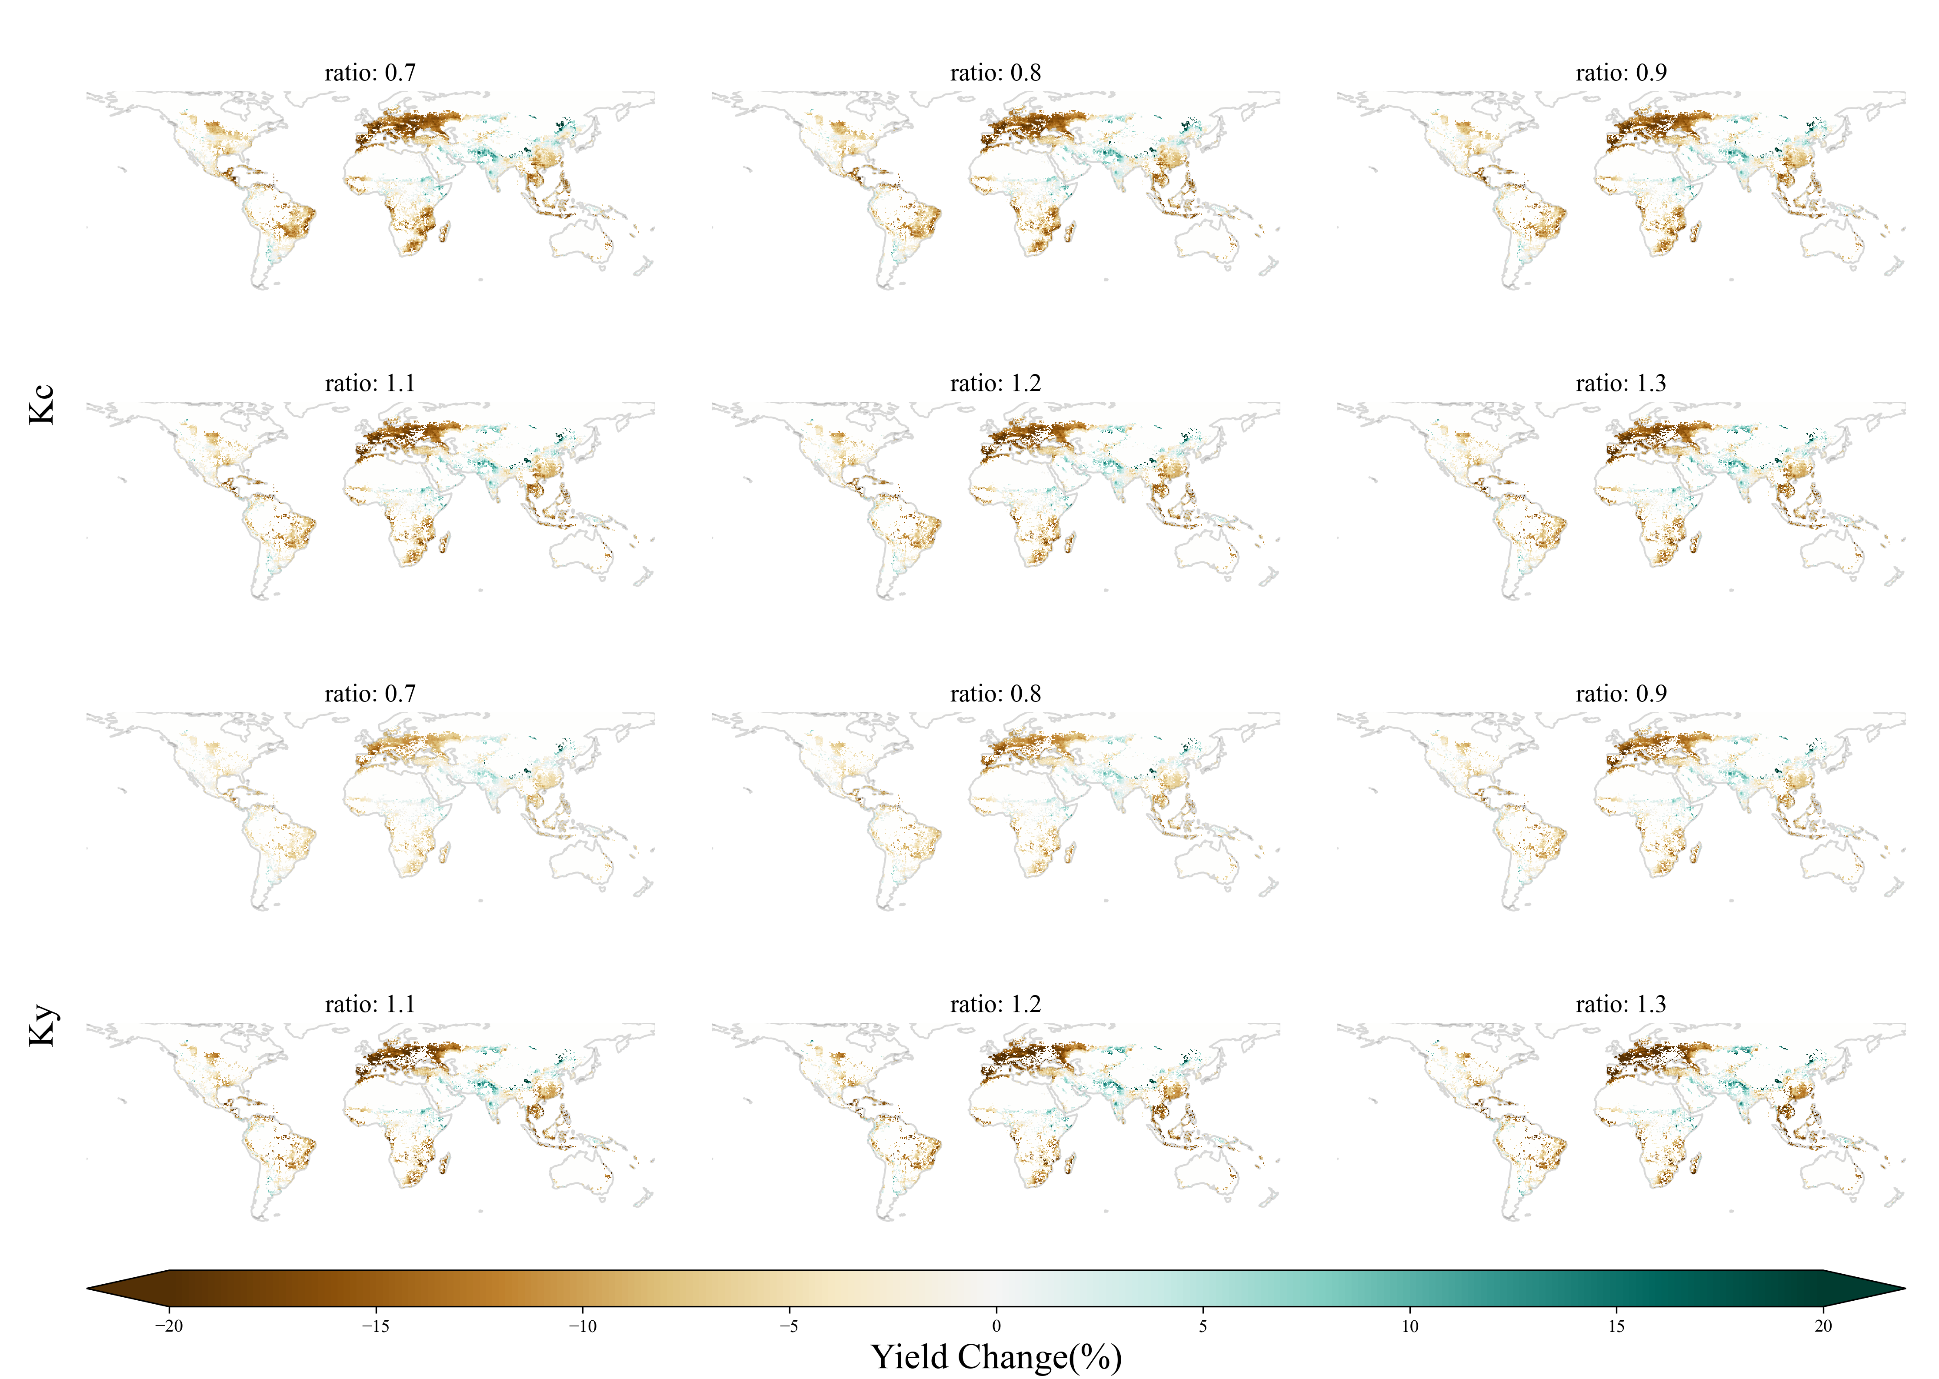 ratio: 0.7
ratio: 0.8
ratio: 0.9
Kc
ratio: 1.1
ratio: 1.2
ratio: 1.3
ratio: 0.7
ratio: 0.8
ratio: 0.9
Ky
ratio: 1.1
ratio: 1.2
ratio: 1.3
−20 −15 −10 −5 0 5 10 15 20
Yield Change(%)